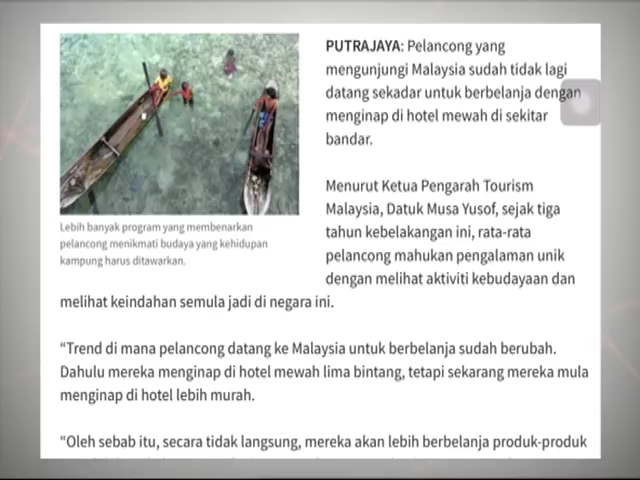 PUTRAJAYA: Pelancong yang
mengunjungi Malaysia sudah tidak lagi
datang sekadar untuk berbelanja dengan
menginap di hotel mewah di sekitar
bandar.
Menurut Ketua Pengarah Tourism
Malaysia, Datuk Musa Yusof, sejak tiga
tahun kebelakangan ini, rata-rata
pelancong mahukan pengalaman unik
dengan melihat aktiviti kebudayaan dan
melihat keindahan semula jadi di negara ini.
Lebih banyak program yang membenarkan
pelancong menikmati budaya yang kehidupan
kampung harus ditawarkan.
“Trend di mana pelancong datang ke Malaysia untuk berbelanja sudah berubah.
Dahulu mereka menginap di hotel mewah lima bintang, tetapi sekarang mereka mula
menginap di hotel lebih murah.
“Oleh sebab itu, secara tidak langsung, mereka akan lebih berbelanja produk-produk